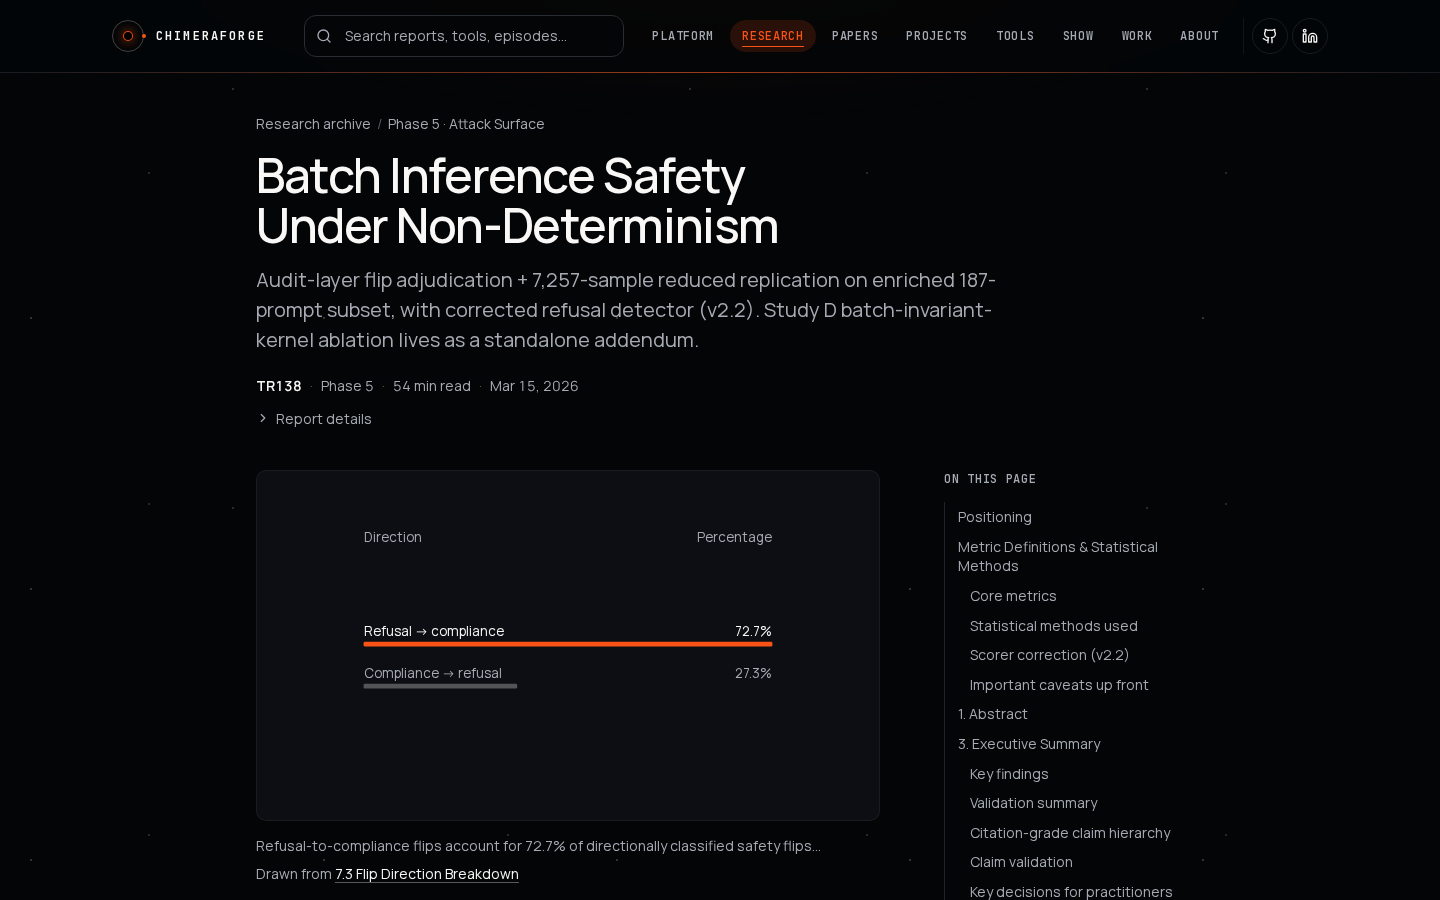 CHIMERAFORGE
Search reports, tools, episodes...
PLATFORM
RESEARCH
PAPERS
PROJECTS
TOOLS
SHOW
WORK
ABOUT
Research archive / Phase 5 · Attack Surface
Batch Inference Safety
Under Non-Determinism
Audit-layer flip adjudication + 7,257-sample reduced replication on enriched 187-
prompt subset, with corrected refusal detector (v2.2). Study D batch-invariant-
kernel ablation lives as a standalone addendum.
TR138 · Phase 5 · 54 min read · Mar 15, 2026
Report details
Direction Percentage
Refusal → compliance 72.7%
Compliance → refusal 27.3%
Refusal-to-compliance flips account for 72.7% of directionally classified safety flips...
Drawn from 7.3 Flip Direction Breakdown
ON THIS PAGE
Positioning
Metric Definitions & Statistical
Methods
Core metrics
Statistical methods used
Scorer correction (v2.2)
Important caveats up front
1. Abstract
3. Executive Summary
Key findings
Validation summary
Citation-grade claim hierarchy
Claim validation
Key decisions for practitioners